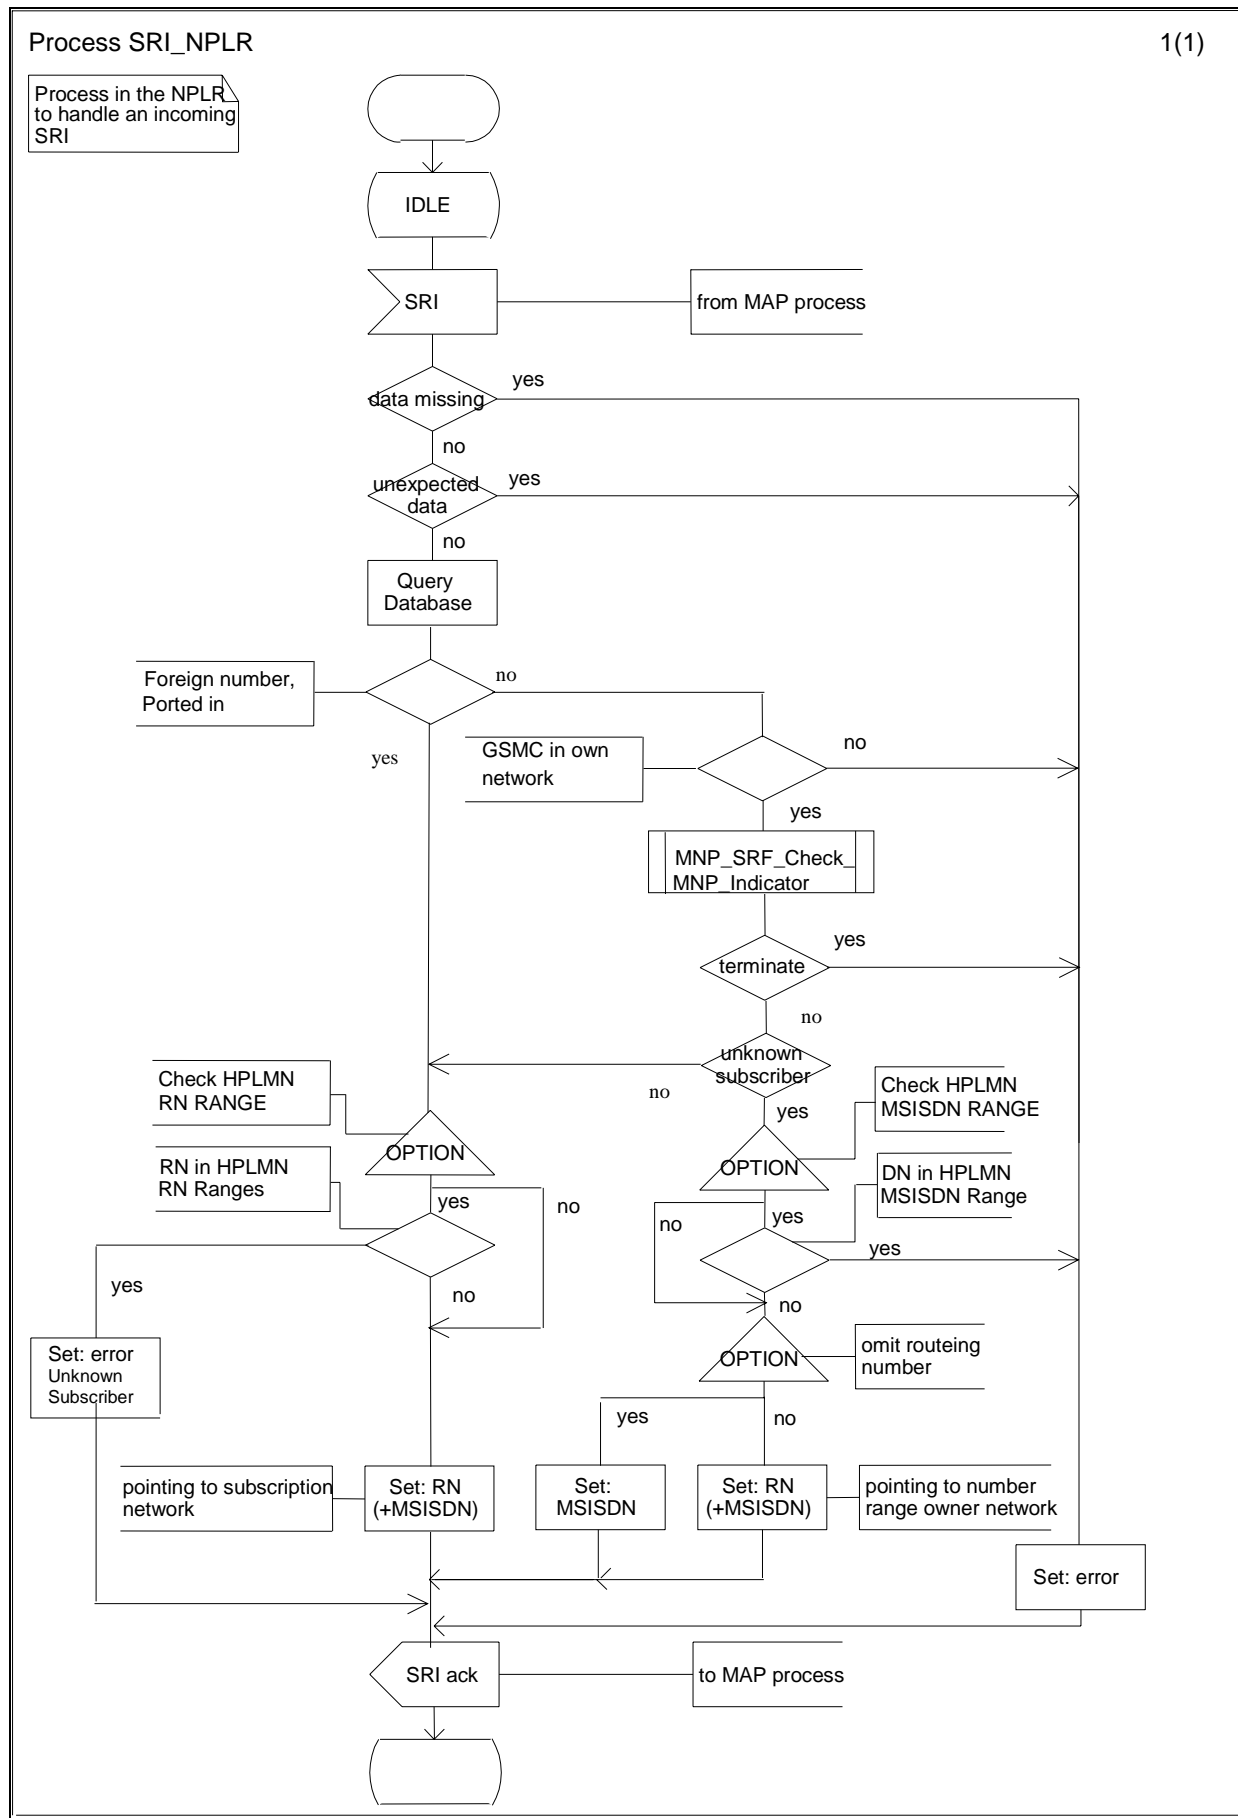 Process SRI_NPLR
1(1)
Process in the NPLR
to handle an incoming
SRI
IDLE
SRI
from MAP process
data missing
yes
no
unexpected
data
yes
no
Query
Database
Foreign number,
Ported in
no
yes
GSMC in own
network
no
yes
MNP_SRF_Check_
MNP_Indicator
terminate
yes
no
unknown
subscriber
no
yes
Check HPLMN
RN RANGE
Check HPLMN
MSISDN RANGE
OPTION
OPTION
RN in HPLMN
RN Ranges
DN in HPLMN
MSISDN Range
yes
no
no
yes
yes
yes
no
no
Set: error
Unknown
Subscriber
OPTION
omit routeing
number
yes
no
pointing to subscription
network
Set: RN
(+MSISDN)
Set:
MSISDN
Set: RN
(+MSISDN)
pointing to number
range owner network
Set: error
SRI ack
to MAP process